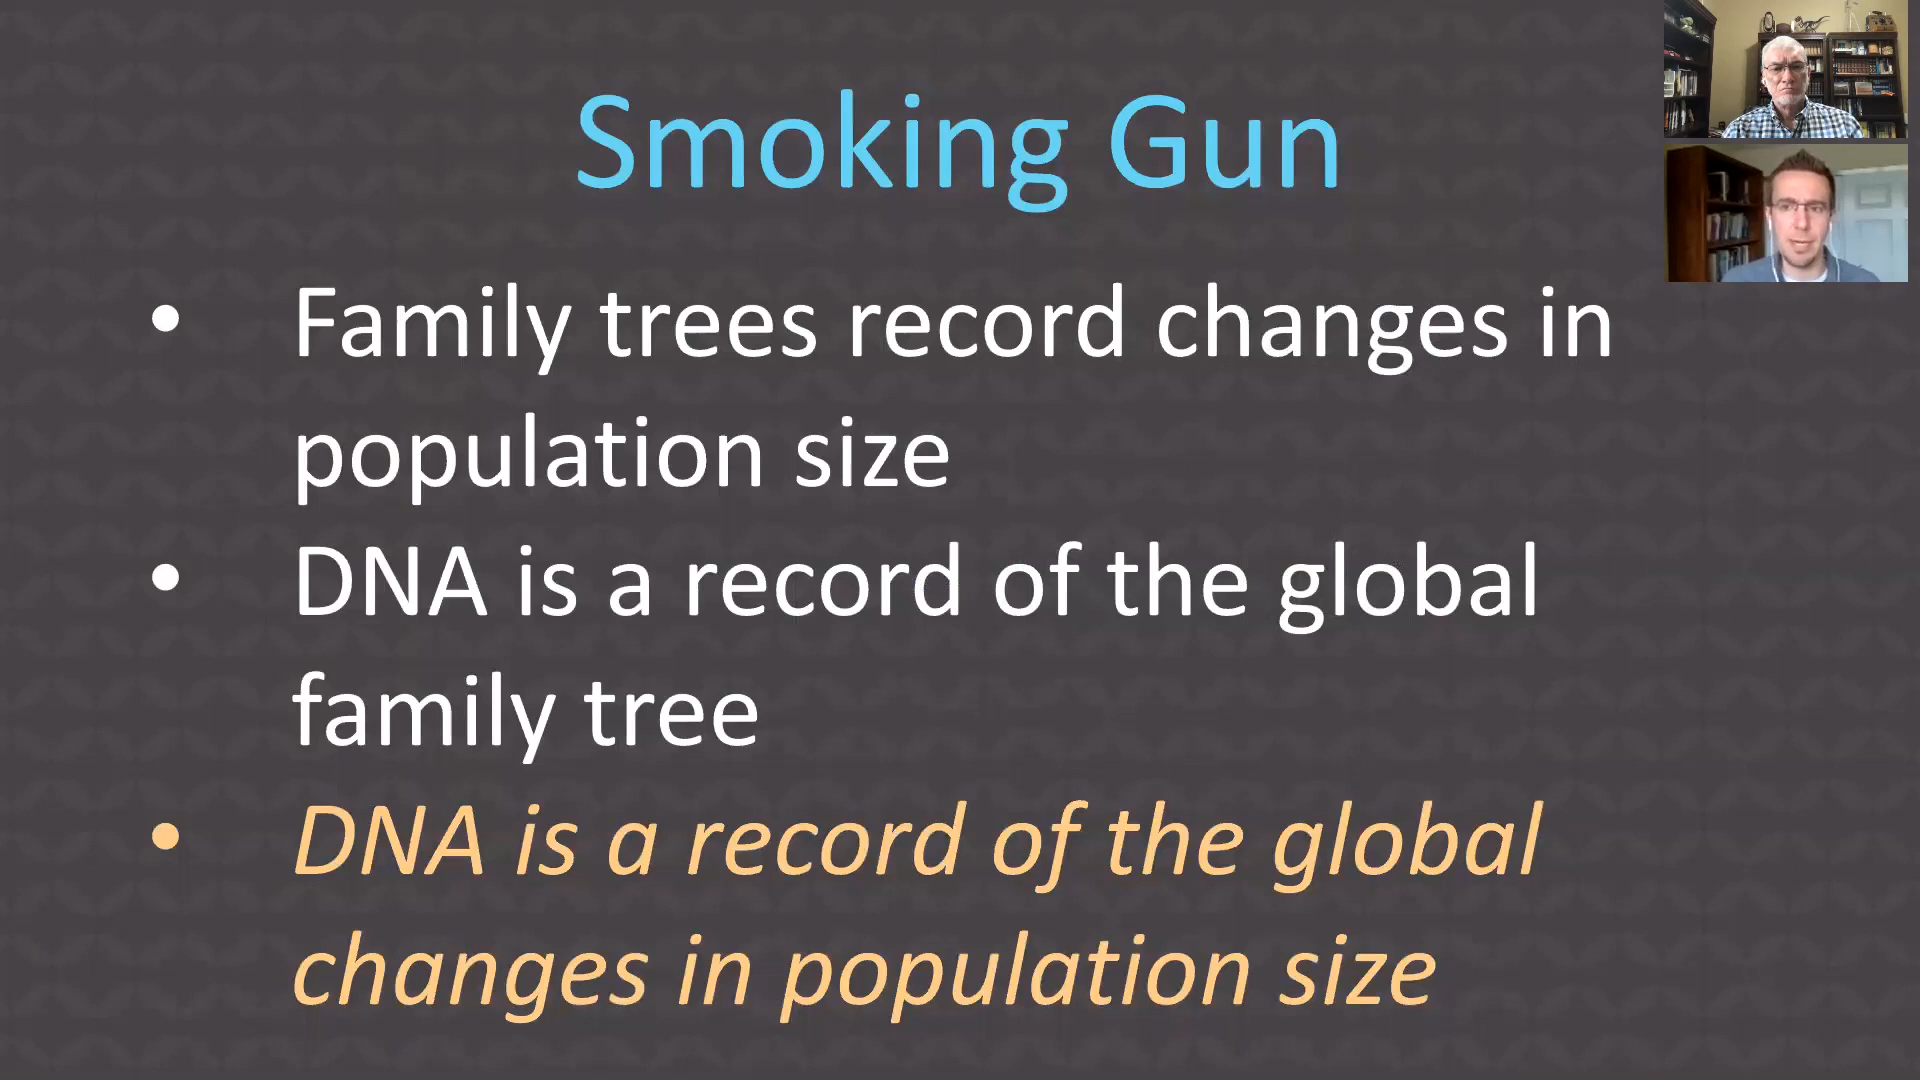 Smoking Gun
• Family trees record changes in
population size
• DNA is a record of the global
family tree
• DNA is a record of the global
changes in population size